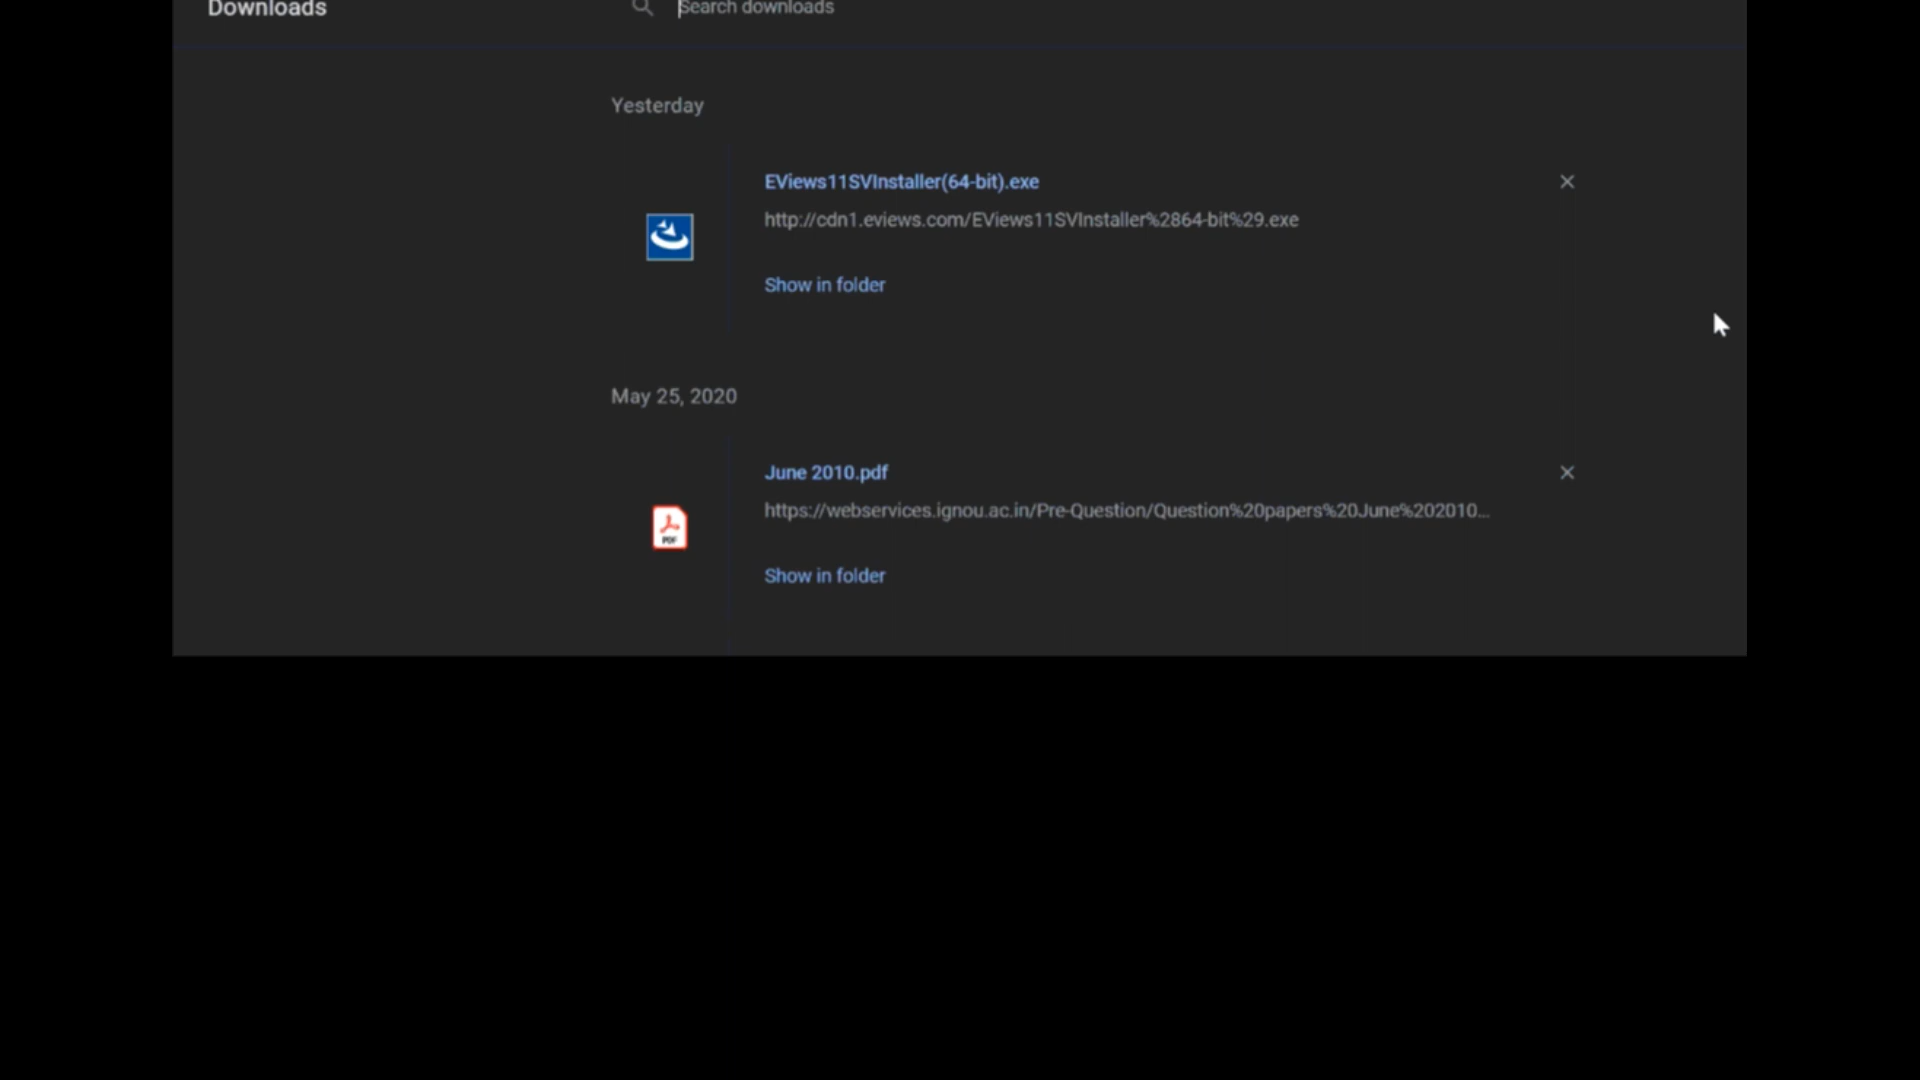 Downloads
Search downloads
Yesterday
EViews11SVInstaller(64-bit).exe
http://cdn1.eviews.com/EViews11SVInstaller%2864-bit%29.exe
Show in folder
May 25, 2020
June 2010.pdf
https://webservices.ignou.ac.in/Pre-Question/Question%20papers%20June%202010...
PDF
Show in folder